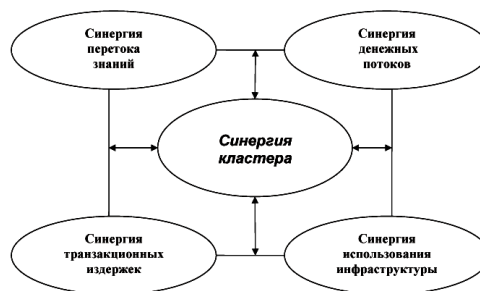 Синергия
перетока
знаний
Синергия
денежных
потоков
Синергия
кластера
Синергия
транзакционных
издержек
Синергия
использования
инфраструктуры